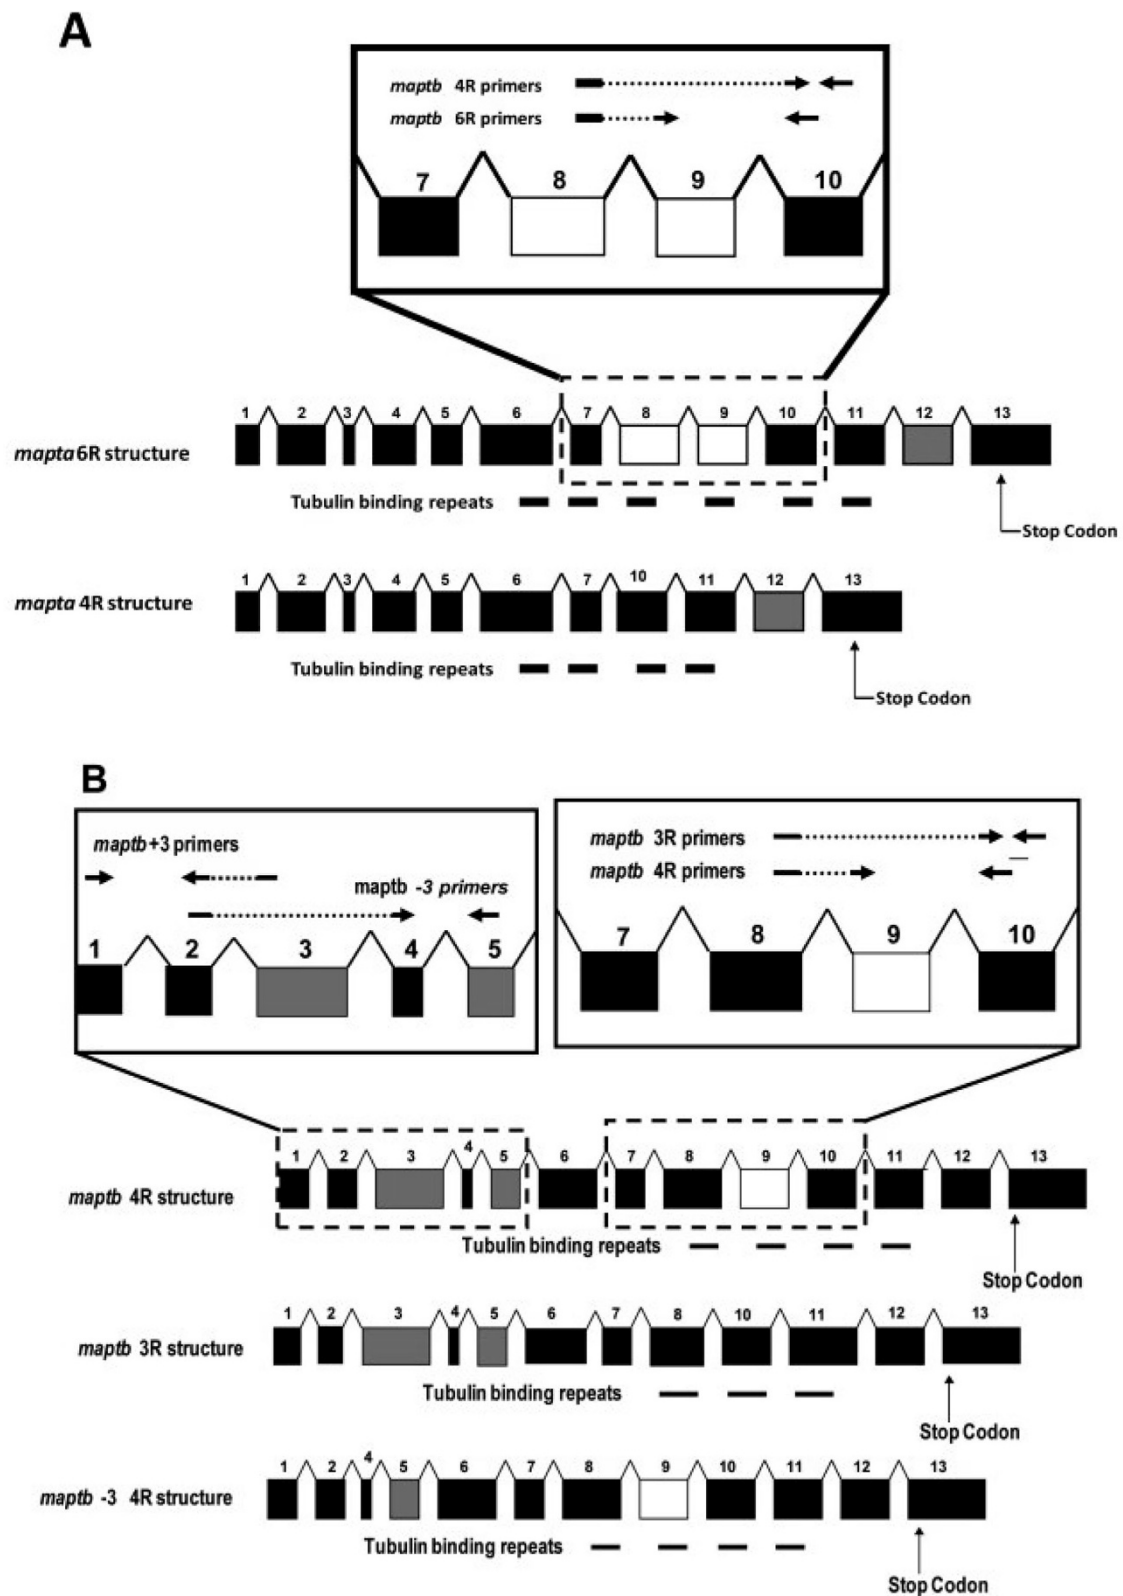 A
maptb 4R primers
maptb 6R primers
7 8 9 10
1 2 3 4 5 6 7 8 9 10 11 12 13
mapta 6R structure
Tubulin binding repeats
Stop Codon
1 2 3 4 5 6 7 10 11 12 13
mapta 4R structure
Tubulin binding repeats
Stop Codon
B
maptb+3 primers
maptb -3 primers
1 2 3 4 5
maptb 3R primers
maptb 4R primers
7 8 9 10
1 2 3 4 5 6 7 8 9 10 11 12 13
maptb 4R structure
Tubulin binding repeats
Stop Codon
1 2 3 4 5 6 7 8 10 11 12 13
maptb 3R structure
Tubulin binding repeats
Stop Codon
1 2 4 5 6 7 8 9 10 11 12 13
maptb -3 4R structure
Tubulin binding repeats
Stop Codon